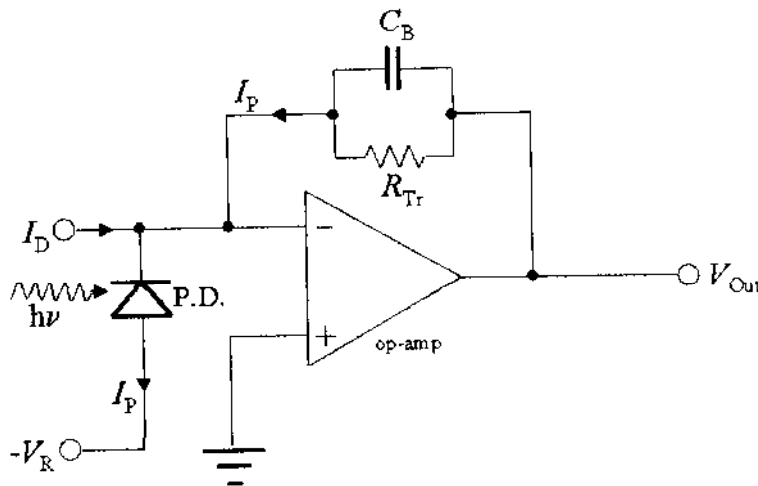 C_B
I_P
R_Tr
I_D
−
P.D.
hν
V_Out
+
op-amp
I_P
-V_R